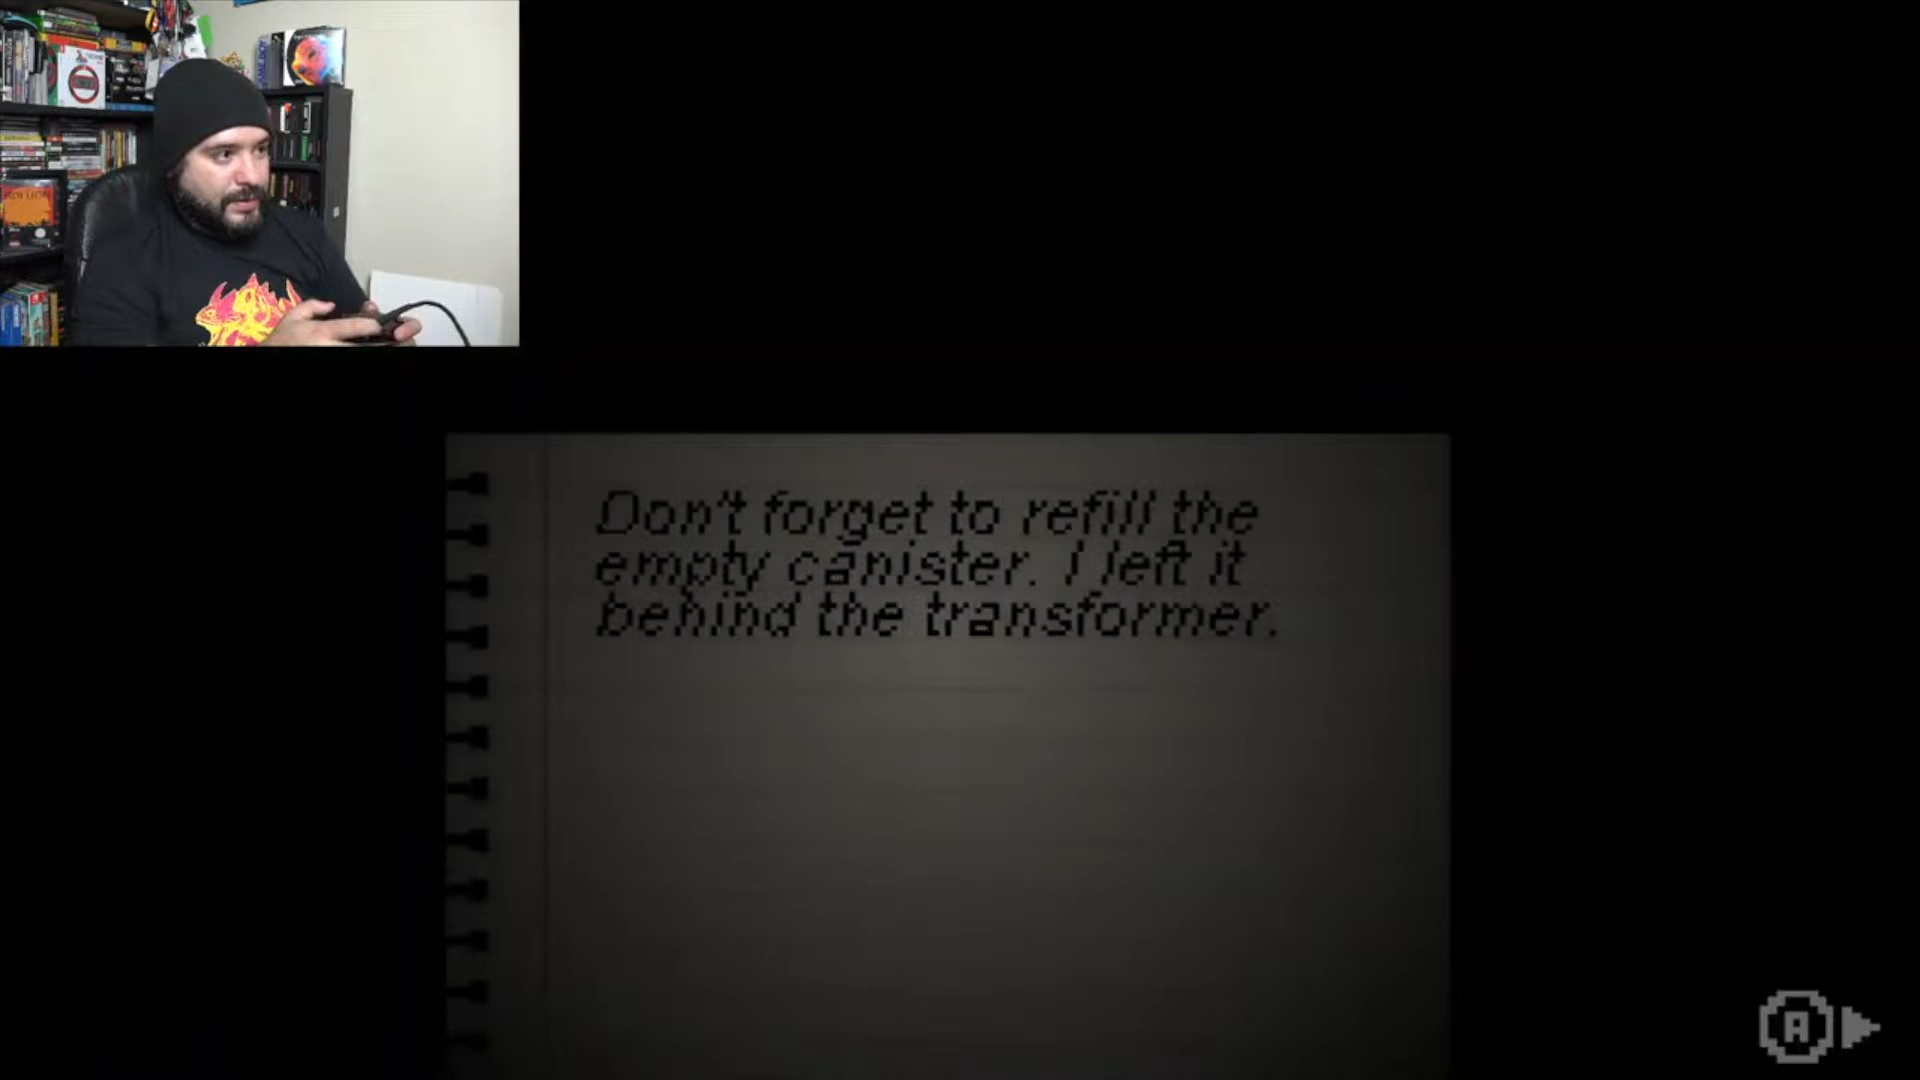 Don't forget to refill the
empty canister. I left it
behind the transformer.
A